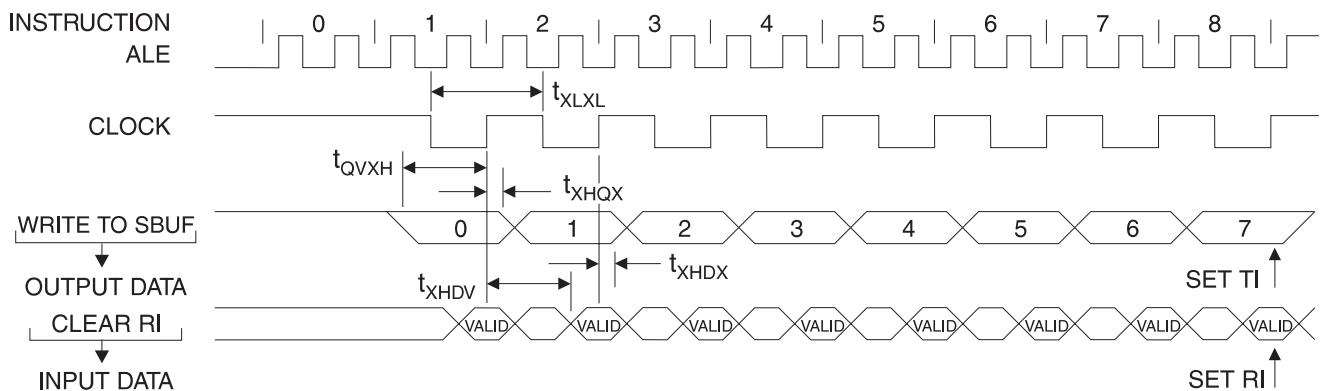 INSTRUCTION 0 1 2 3 4 5 6 7 8
ALE
tXLXL
CLOCK
tQVXH
tXHQX
WRITE TO SBUF 0 1 2 3 4 5 6 7
tXHDX
tXHDV
OUTPUT DATA SET TI
CLEAR RI VALID VALID VALID VALID VALID VALID VALID VALID
INPUT DATA SET RI